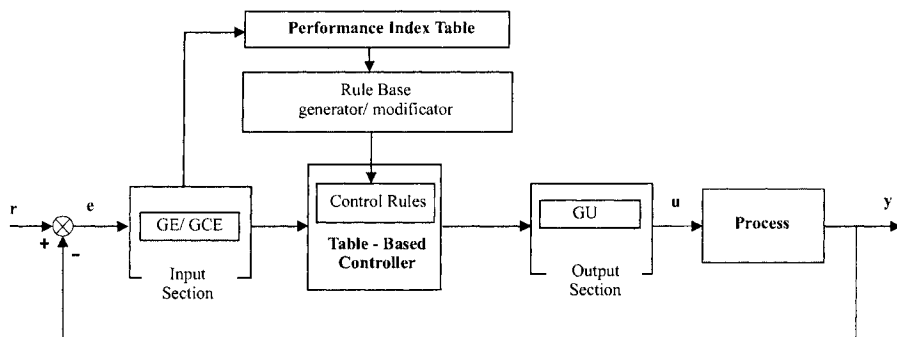 Performance Index Table
Rule Base
generator/ modificator
r
e
+
-
GE/ GCE
Input
Section
Control Rules
Table - Based
Controller
GU
Output
Section
u
Process
y